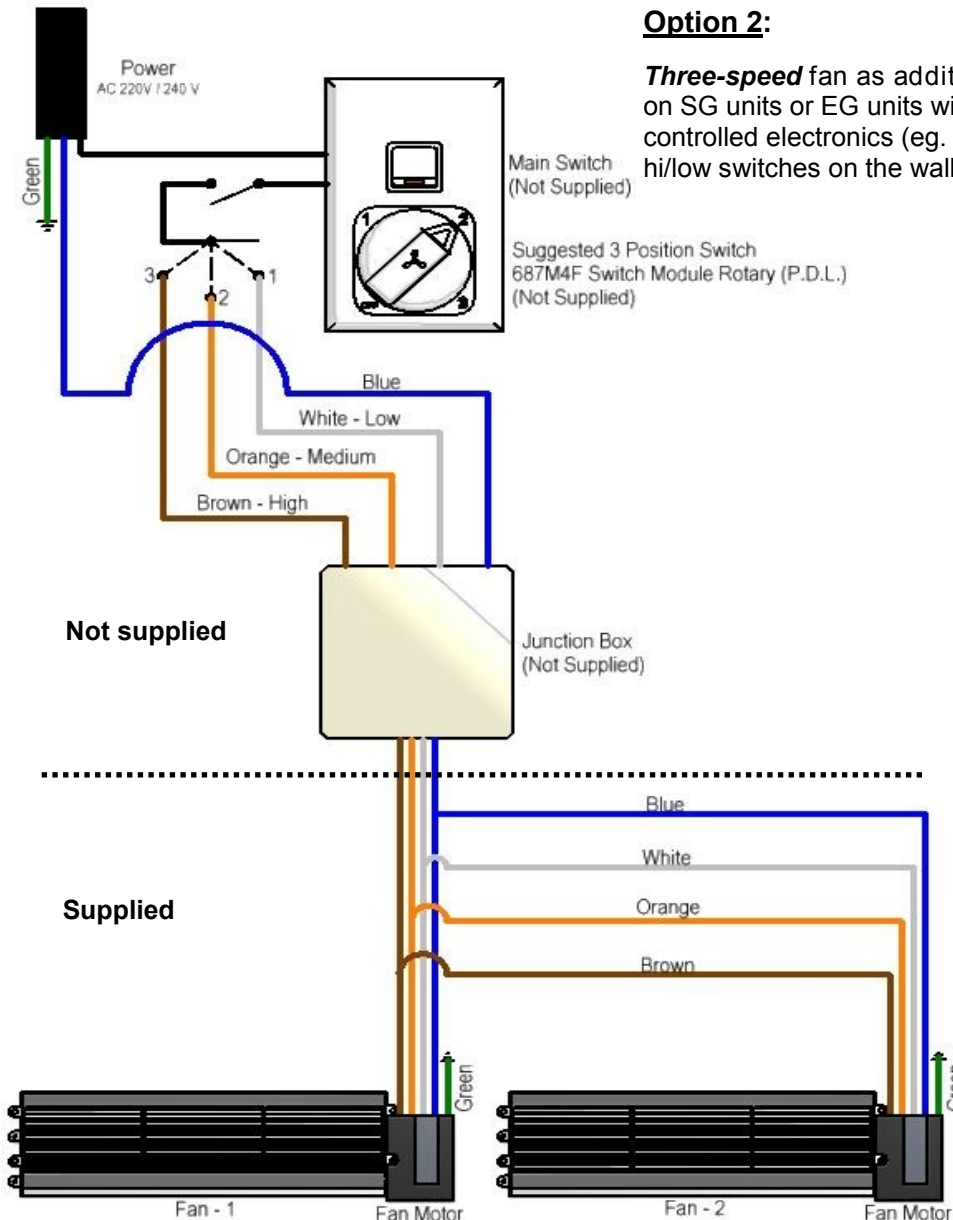 Option 2:
Three-speed fan as addit
on SG units or EG units wi
controlled electronics (eg.
hi/low switches on the wall
Power
AC 220V / 240 V
Green
Main Switch
(Not Supplied)
1
2
3
Suggested 3 Position Switch
687M4F Switch Module Rotary (P.D.L.)
(Not Supplied)
3
2
1
Blue
White - Low
Orange - Medium
Brown - High
Not supplied
Junction Box
(Not Supplied)
Supplied
Blue
White
Orange
Brown
Green
Green
Fan - 1
Fan Motor
Fan - 2
Fan Motor